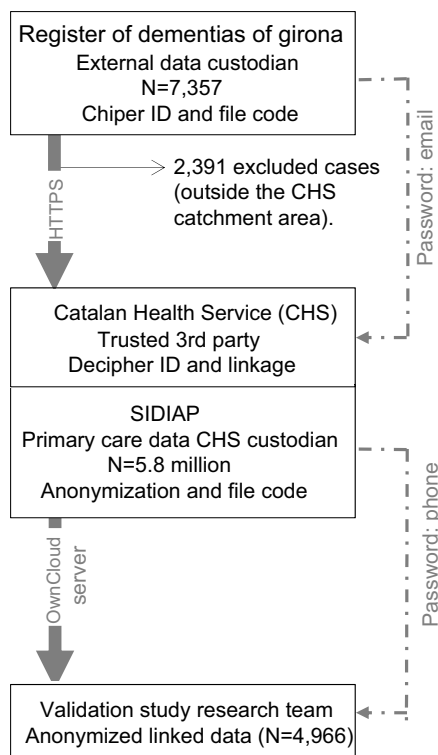 Register of dementias of girona
External data custodian
N=7,357
Chiper ID and file code
Password: email
HTTPS
2,391 excluded cases
(outside the CHS
catchment area).
Catalan Health Service (CHS)
Trusted 3rd party
Decipher ID and linkage
SIDIAP
Primary care data CHS custodian
N=5.8 million
Anonymization and file code
Password: phone
OwnCloud
server
Validation study research team
Anonymized linked data (N=4,966)